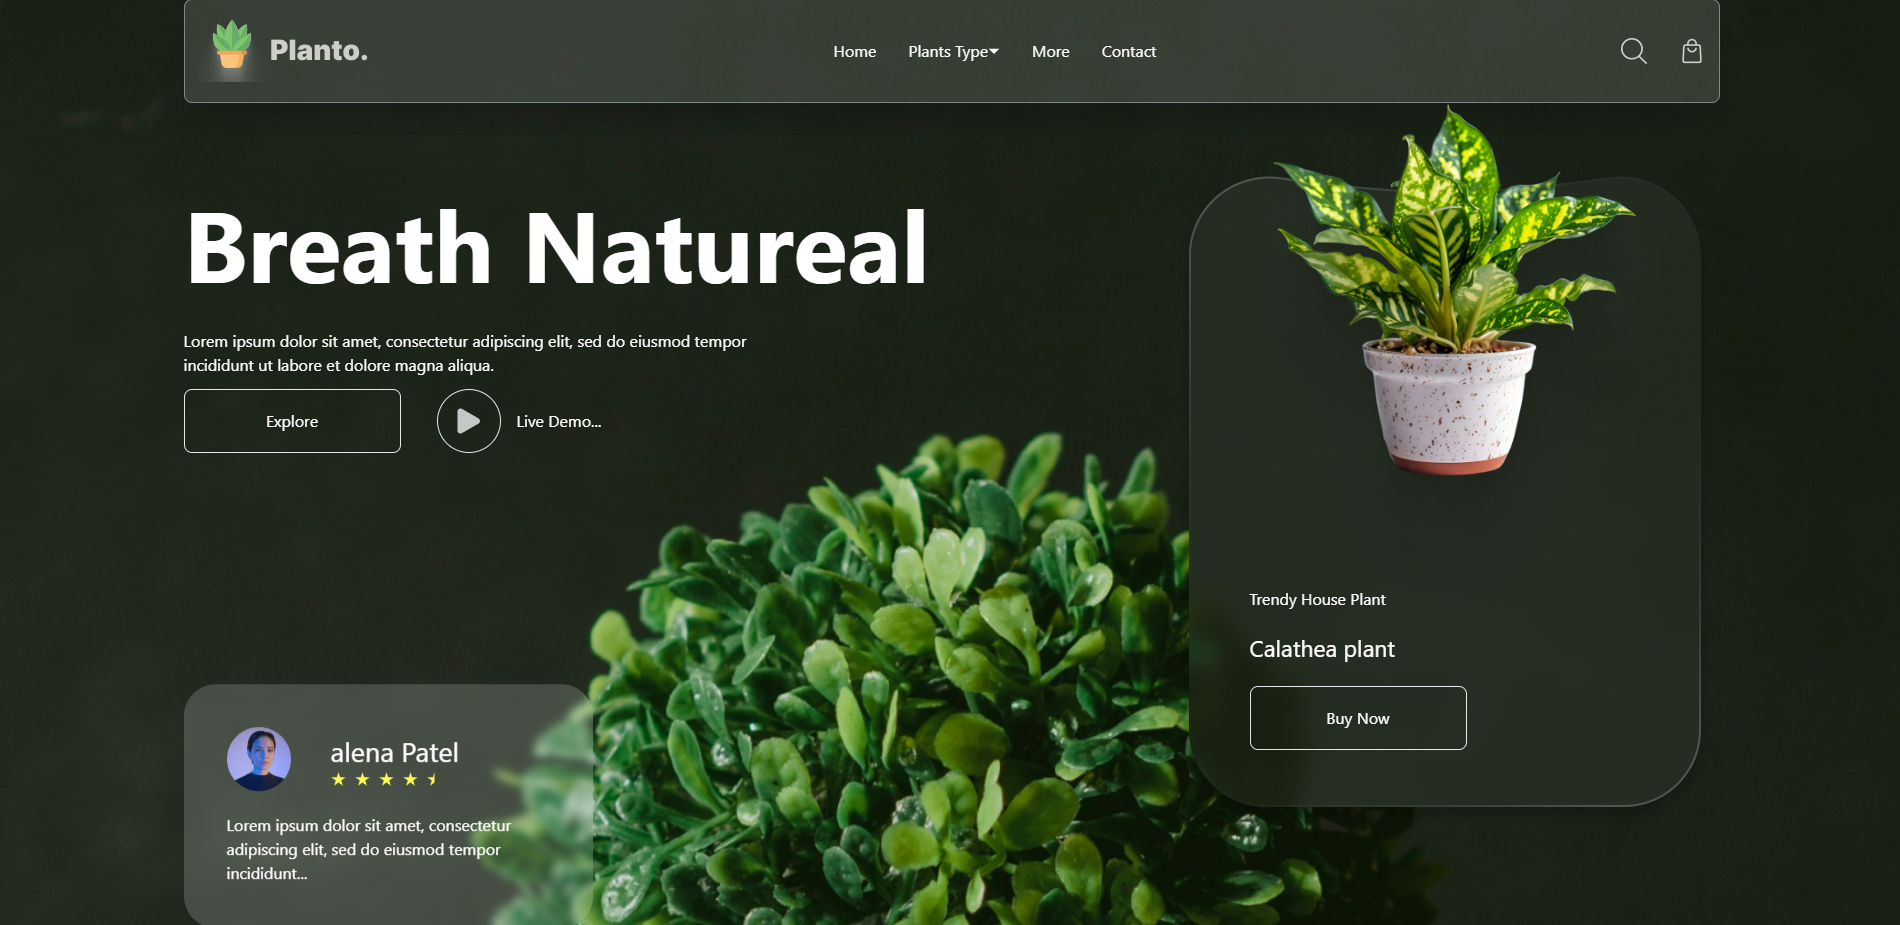 Planto.
Home
Plants Type
More
Contact
Breath Natureal
Lorem ipsum dolor sit amet, consectetur adipiscing elit, sed do eiusmod tempor
incididunt ut labore et dolore magna aliqua.
Explore
Live Demo...
Trendy House Plant
Calathea plant
Buy Now
alena Patel
Lorem ipsum dolor sit amet, consectetur
adipiscing elit, sed do eiusmod tempor
incididunt...